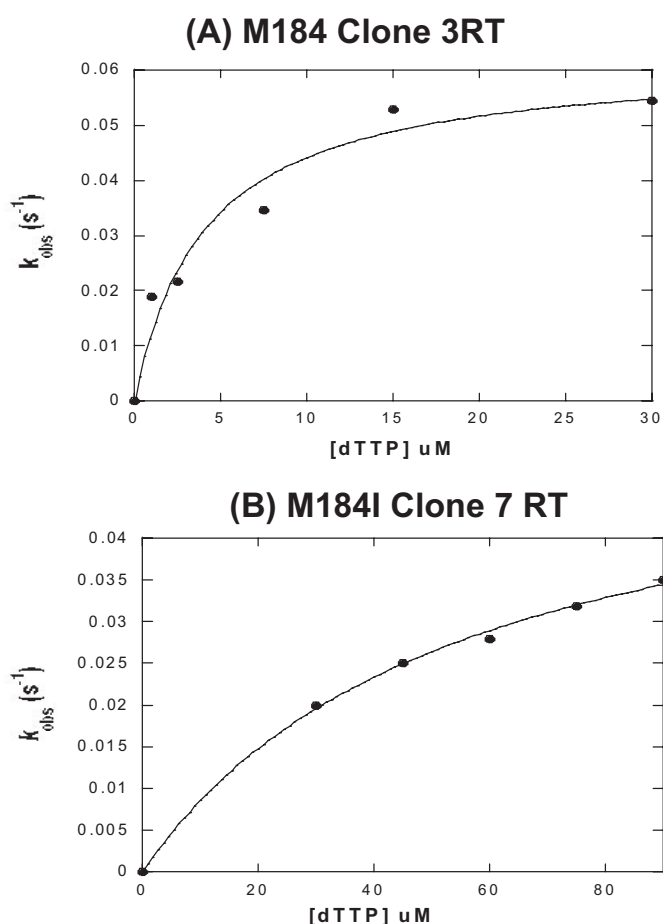 (A) M184 Clone 3RT
0.06
0.05
0.04
0.03
0.02
0.01
0
k obs (s-1)
0 5 10 15 20 25 30
[dTTP] uM
(B) M184I Clone 7 RT
0.04
0.035
0.03
0.025
0.02
0.015
0.01
0.005
0
k obs (s-1)
0 20 40 60 80
[dTTP] uM